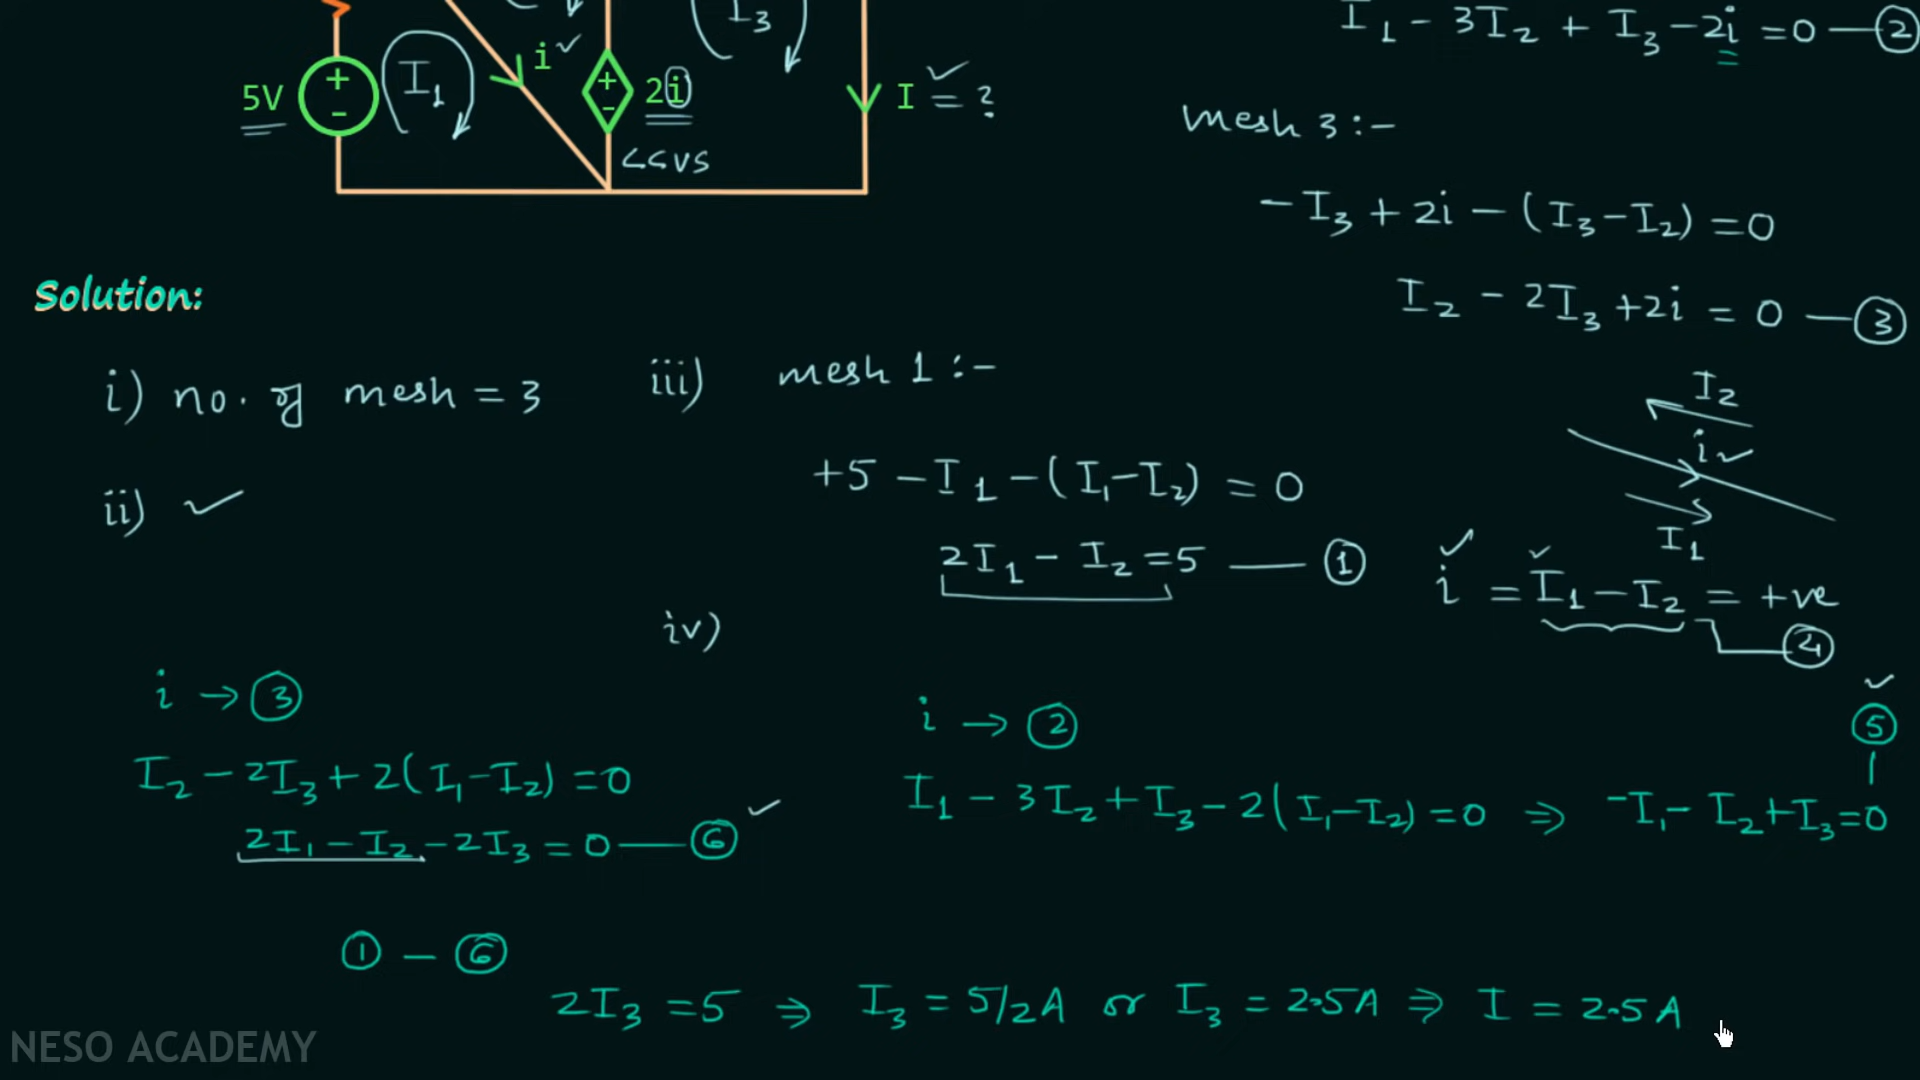 I₃
I₁ - 3I₂ + I₃ - 2i = 0 — ②
i ✓
5V
+
-
I₁
+
-
2i
I = ?
CCVS
mesh 3 :-
- I₃ + 2i - (I₃ - I₂) = 0
I₂ - 2I₃ + 2i = 0 — ③
Solution:
i) no. of mesh = 3
ii) ✓
iii) mesh 1 :-
+5 - I₁ - (I₁ - I₂) = 0
2I₁ - I₂ = 5 — ①
I₂
i ✓
I₁
i = I₁ - I₂ = +ve
④
iv)
i → ③
I₂ - 2I₃ + 2(I₁ - I₂) = 0
2I₁ - I₂ - 2I₃ = 0 — ⑥
i → ②
I₁ - 3I₂ + I₃ - 2(I₁ - I₂) = 0 ⇒ -I₁ - I₂ + I₃ = 0
⑤
① - ⑥
2I₃ = 5 ⇒ I₃ = 5/2 A or I₃ = 2.5A ⇒ I = 2.5 A
NESO ACADEMY